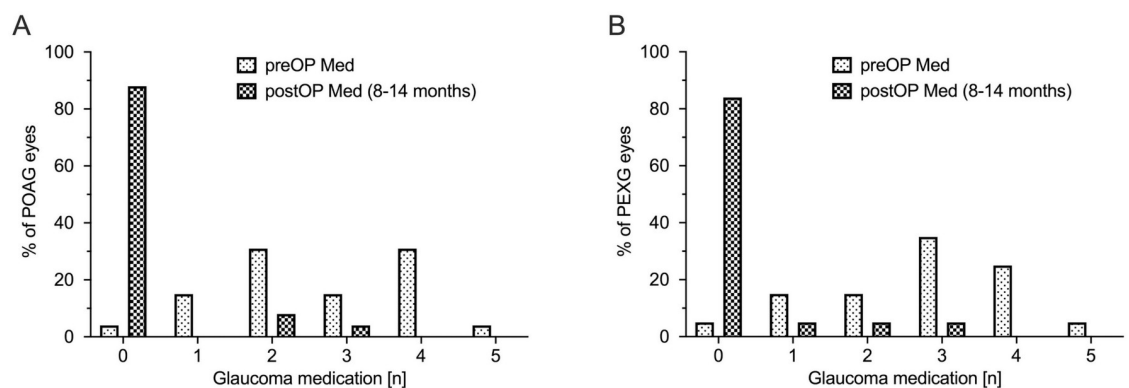 A
100
80
60
40
20
0
% of POAG eyes
preOP Med
postOP Med (8-14 months)
0 1 2 3 4 5
Glaucoma medication [n]
B
100
80
60
40
20
0
% of PEXG eyes
preOP Med
postOP Med (8-14 months)
0 1 2 3 4 5
Glaucoma medication [n]